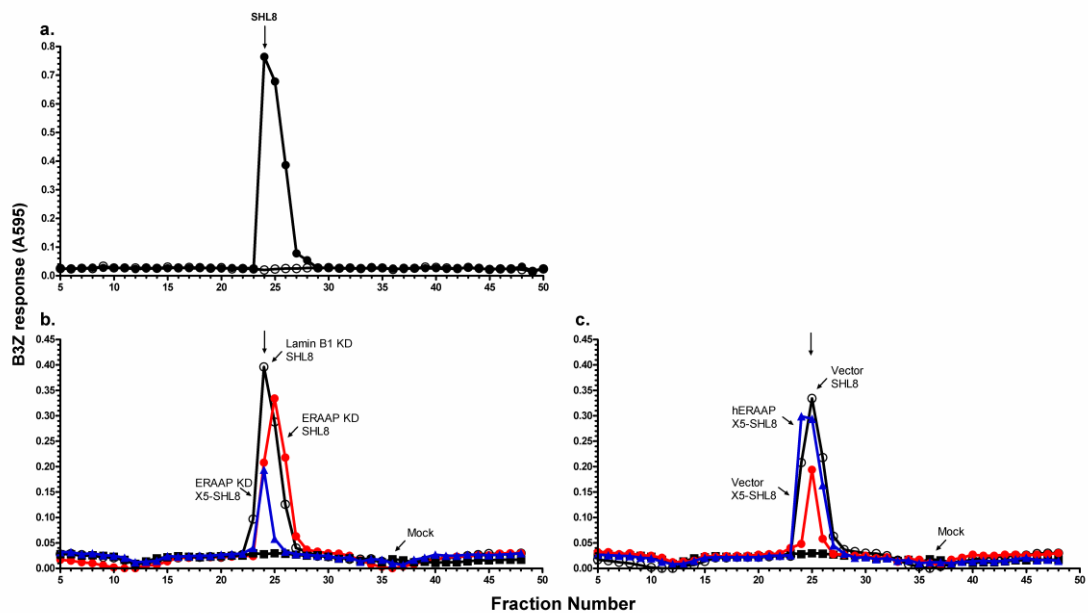 SHL8
a.
0.8
0.7
0.6
0.5
0.4
0.3
0.2
0.1
0.0
5 10 15 20 25 30 35 40 45 50
B3Z response (A595)
b.
0.45
0.40
0.35
0.30
0.25
0.20
0.15
0.10
0.05
0.00
Lamin B1 KD
SHL8
ERAAP KD
SHL8
ERAAP KD
X5-SHL8
Mock
5 10 15 20 25 30 35 40 45 50
c.
0.45
0.40
0.35
0.30
0.25
0.20
0.15
0.10
0.05
0.00
Vector
SHL8
hERAAP
X5-SHL8
Vector
X5-SHL8
Mock
5 10 15 20 25 30 35 40 45 50
Fraction Number